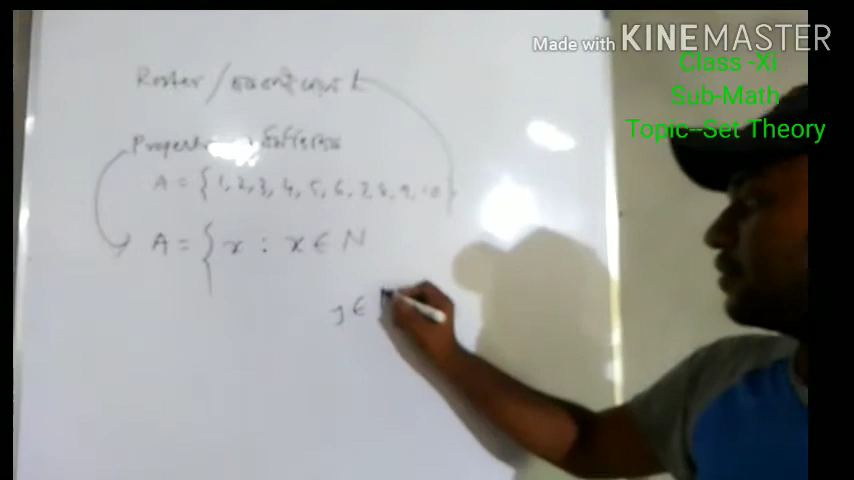 Made with KINEMASTER
Class -Xi
Sub-Math
Topic--Set Theory
Roster /
A = { 1, 2, 3, 4, 5, 6, 7, 8, 9, 10 }
A = { x : x ∈ N
y ∈